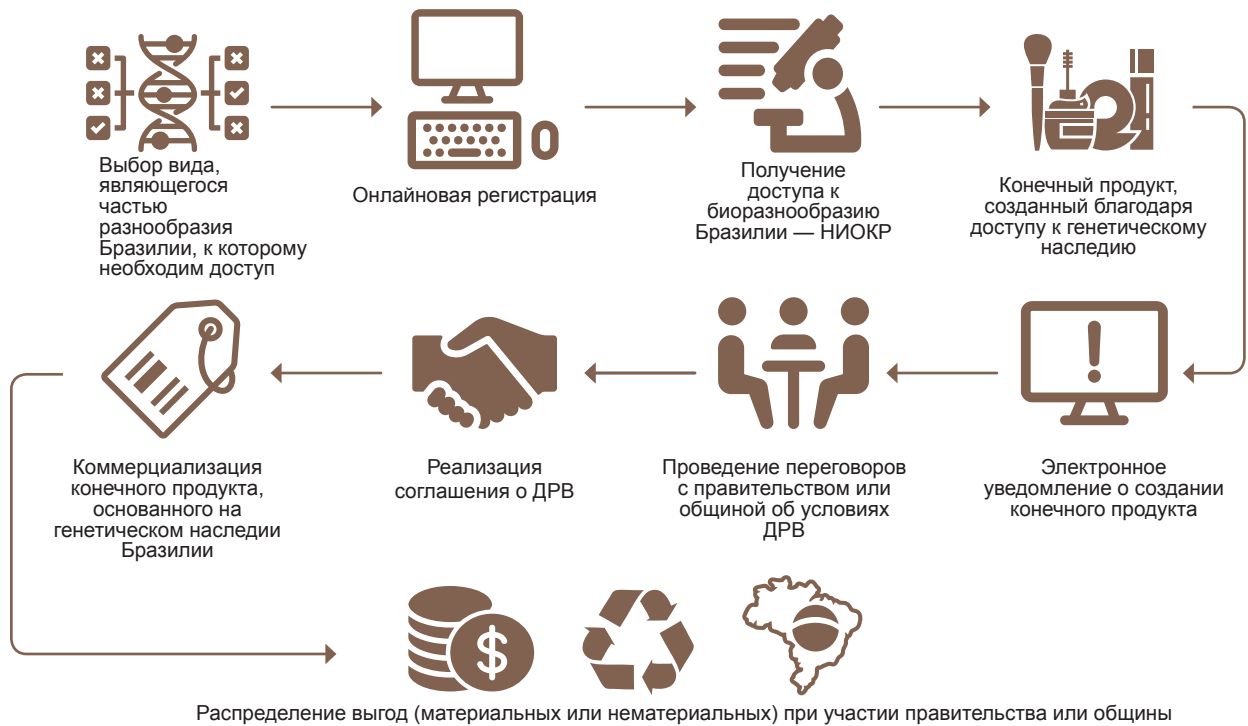 Выбор вида,
являющегося
частью
разнообразия
Бразилии, к которому
необходим доступ
Онлайновая регистрация
Получение
доступа к
биоразнообразию
Бразилии — НИОКР
Конечный продукт,
созданный благодаря
доступу к генетическому
наследию
Электронное
уведомление о создании
конечного продукта
Проведение переговоров
с правительством или
общиной об условиях
ДРВ
Реализация
соглашения о ДРВ
Коммерциализация
конечного продукта,
основанного на
генетическом наследии
Бразилии
$
Распределение выгод (материальных или нематериальных) при участии правительства или общины